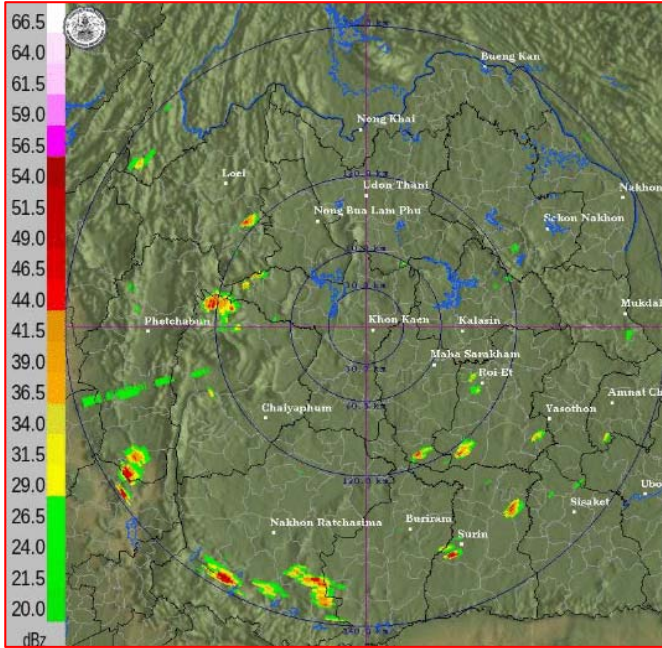 66.5
64.0
61.5
59.0
56.5
54.0
51.5
49.0
46.5
44.0
41.5
39.0
36.5
34.0
31.5
29.0
26.5
24.0
21.5
20.0
dBz
Bueng Kan
Nong Khai
Loei
Udon Thani
Nakhon
Nong Bua Lam Phu
Sakon Nakhon
Mukdah
Phetchabun
Khon Kaen
Kalasin
Maha Sarakham
Roi Et
Amnat Ch
Chaiyaphum
Yasothon
120.0 km
Ubo
Sisaket
Buriram
Nakhon Ratchasima
Surin